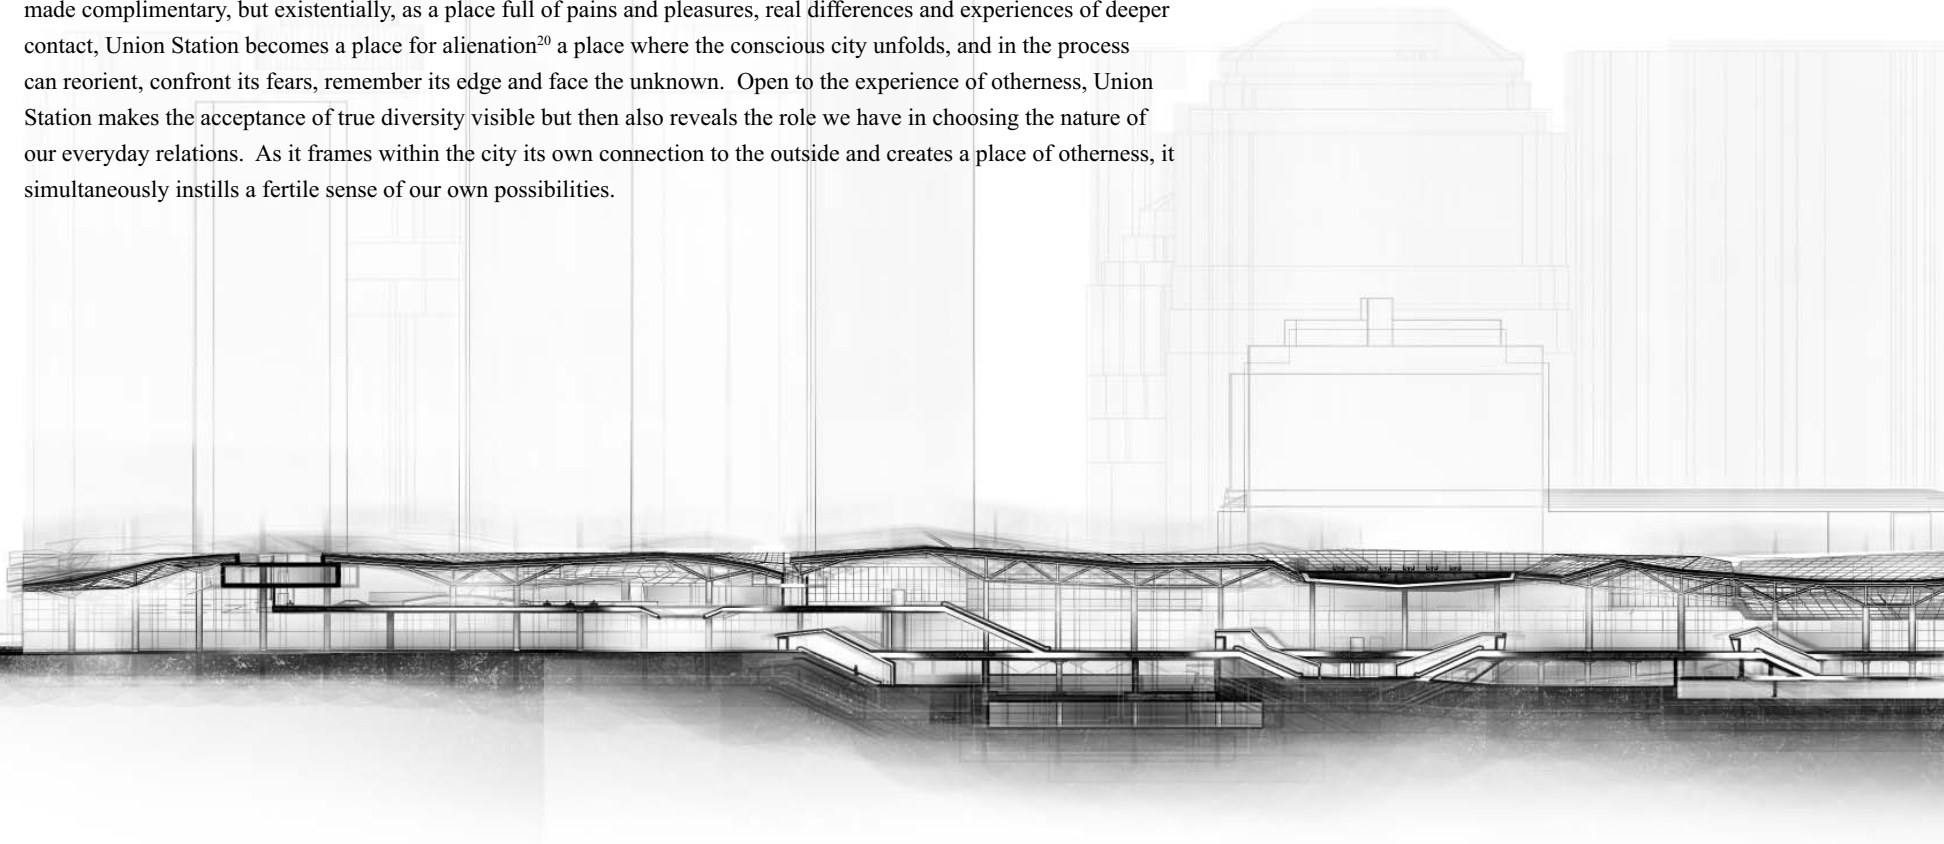 made complimentary, but existentially, as a place full of pains and pleasures, real differences and experiences of deeper
contact, Union Station becomes a place for alienation20 a place where the conscious city unfolds, and in the process
can reorient, confront its fears, remember its edge and face the unknown.  Open to the experience of otherness, Union
Station makes the acceptance of true diversity visible but then also reveals the role we have in choosing the nature of
our everyday relations.  As it frames within the city its own connection to the outside and creates a place of otherness, it
simultaneously instills a fertile sense of our own possibilities.